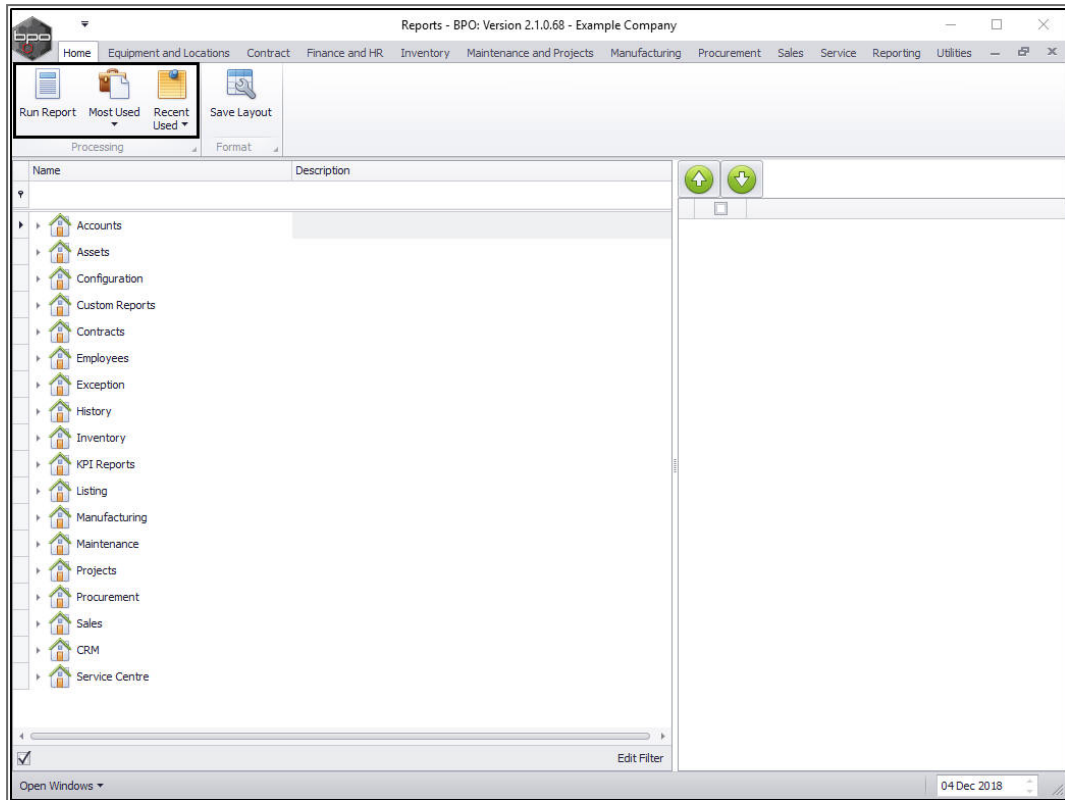 Reports - BPO: Version 2.1.0.68 - Example Company
bpo
Home Equipment and Locations Contract Finance and HR Inventory Maintenance and Projects Manufacturing Procurement Sales Service Reporting Utilities
Run Report Most Used Recent Used Save Layout
Processing Format
Name Description
Accounts
Assets
Configuration
Custom Reports
Contracts
Employees
Exception
History
Inventory
KPI Reports
Listing
Manufacturing
Maintenance
Projects
Procurement
Sales
CRM
Service Centre
Edit Filter
Open Windows 04 Dec 2018